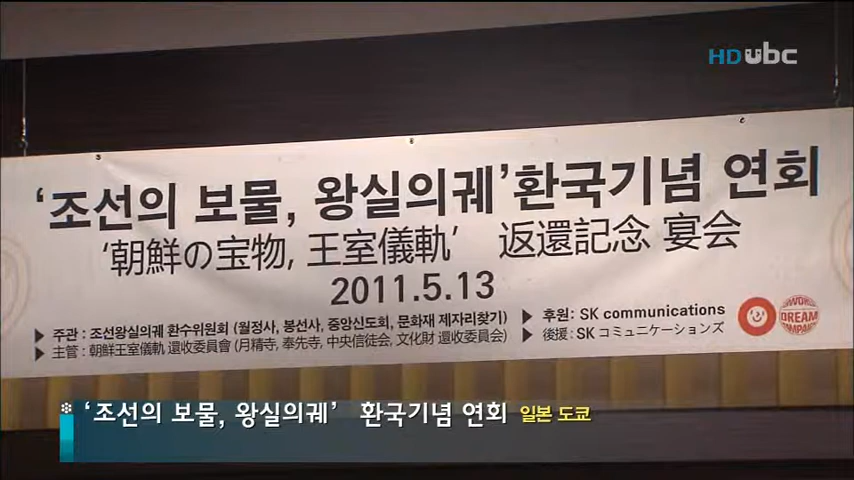 HD ubc
‘조선의 보물, 왕실의궤’환국기념 연회
‘朝鮮の宝物, 王室儀軌’ 返還記念 宴会
2011.5.13
▶ 주관 : 조선왕실의궤 환수위원회 (월정사, 봉선사, 중앙신도회, 문화재 제자리찾기)
▶ 主管 : 朝鮮王室儀軌 還收委員會 (月精寺, 奉先寺, 中央信徒会, 文化財 還收委員会)
▶ 후원 : SK communications
▶ 後援 : SK コミュニケーションズ
WORLD
DREAM
COMPANY
‘조선의 보물, 왕실의궤’ 환국기념 연회 일본 도쿄